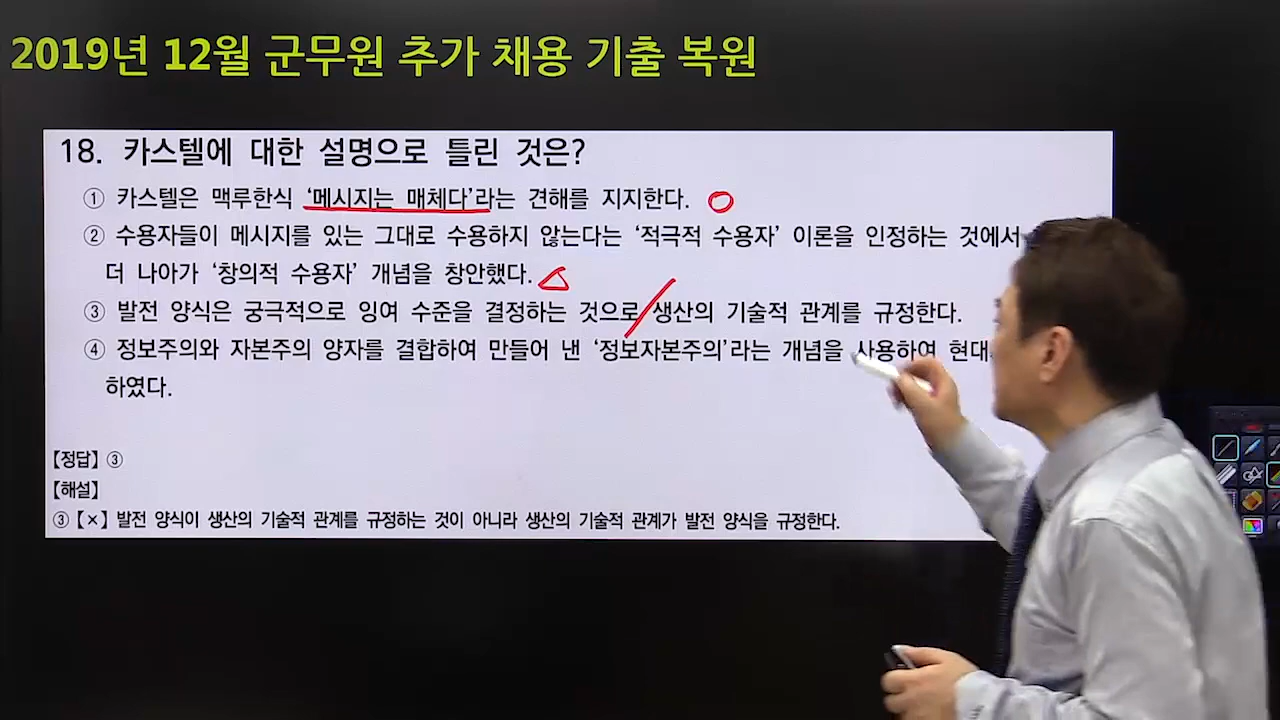 2019년 12월 군무원 추가 채용 기출 복원
18. 카스텔에 대한 설명으로 틀린 것은?
① 카스텔은 맥루한식 ‘메시지는 매체다’라는 견해를 지지한다.
② 수용자들이 메시지를 있는 그대로 수용하지 않는다는 ‘적극적 수용자’ 이론을 인정하는 것에서
더 나아가 ‘창의적 수용자’ 개념을 창안했다.
③ 발전 양식은 궁극적으로 잉여 수준을 결정하는 것으로 생산의 기술적 관계를 규정한다.
④ 정보주의와 자본주의 양자를 결합하여 만들어 낸 ‘정보자본주의’라는 개념을 사용하여 현대
하였다.
【정답】 ③
【해설】
③【×】발전 양식이 생산의 기술적 관계를 규정하는 것이 아니라 생산의 기술적 관계가 발전 양식을 규정한다.